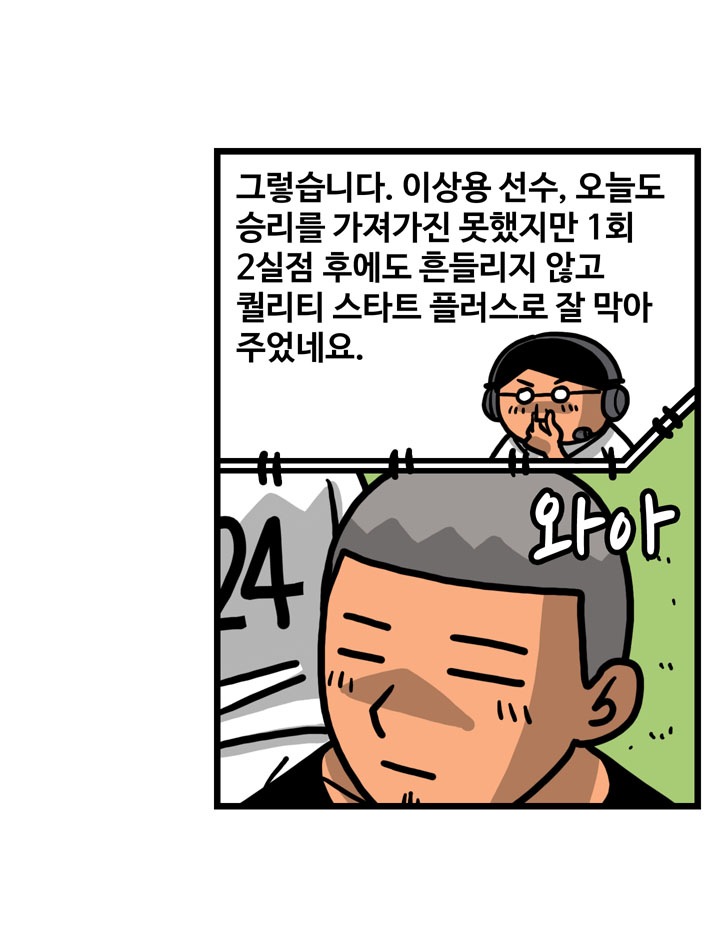 그렇습니다. 이상용 선수, 오늘도
승리를 가져가진 못했지만 1회
2실점 후에도 흔들리지 않고
퀄리티 스타트 플러스로 잘 막아
주었네요.
와아
24